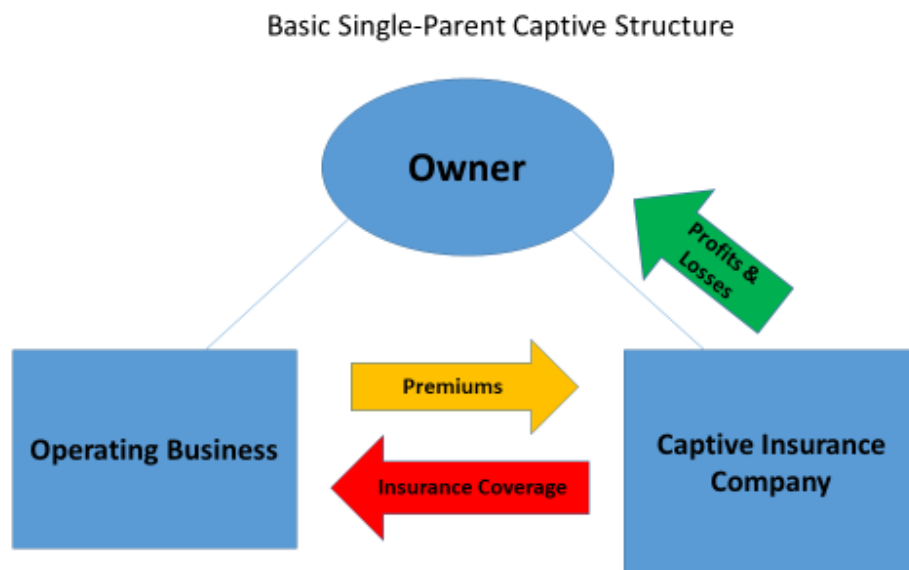 Basic Single-Parent Captive Structure
Owner
Profits &
Losses
Premiums
Operating Business
Captive Insurance
Company
Insurance Coverage